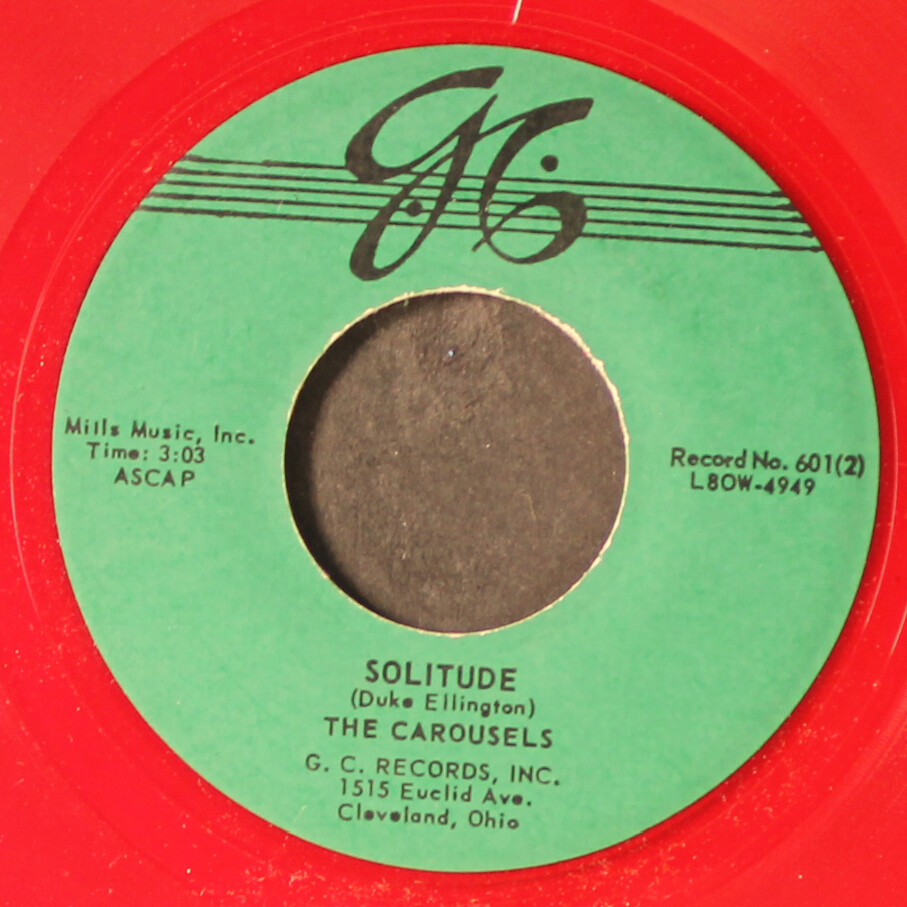 GC
Mills Music, Inc.
Time: 3:03
ASCAP
Record No. 601(2)
L8OW-4949
SOLITUDE
(Duke Ellington)
THE CAROUSELS
G. C. RECORDS, INC.
1515 Euclid Ave.
Cleveland, Ohio